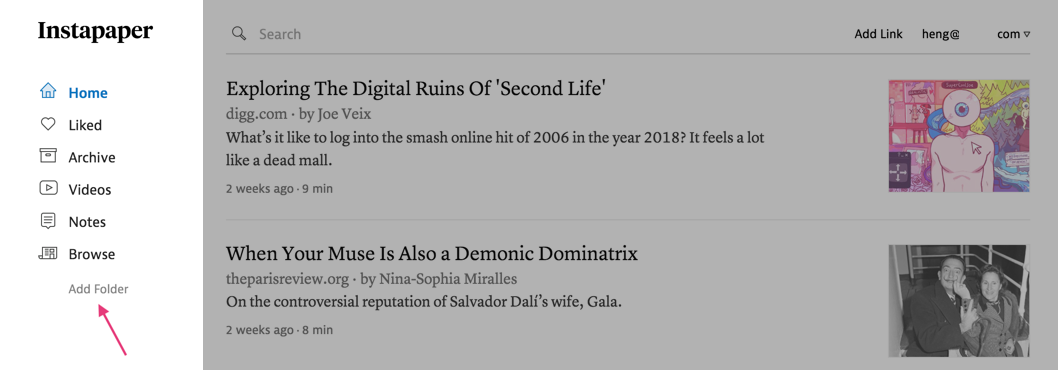 Instapaper
Home
Liked
Archive
Videos
Notes
Browse
Add Folder
Search
Add Link heng@ com ▿
Exploring The Digital Ruins Of 'Second Life'
digg.com · by Joe Veix
What’s it like to log into the smash online hit of 2006 in the year 2018? It feels a lot
like a dead mall.
2 weeks ago · 9 min
When Your Muse Is Also a Demonic Dominatrix
theparisreview.org · by Nina-Sophia Miralles
On the controversial reputation of Salvador Dalí’s wife, Gala.
2 weeks ago · 8 min